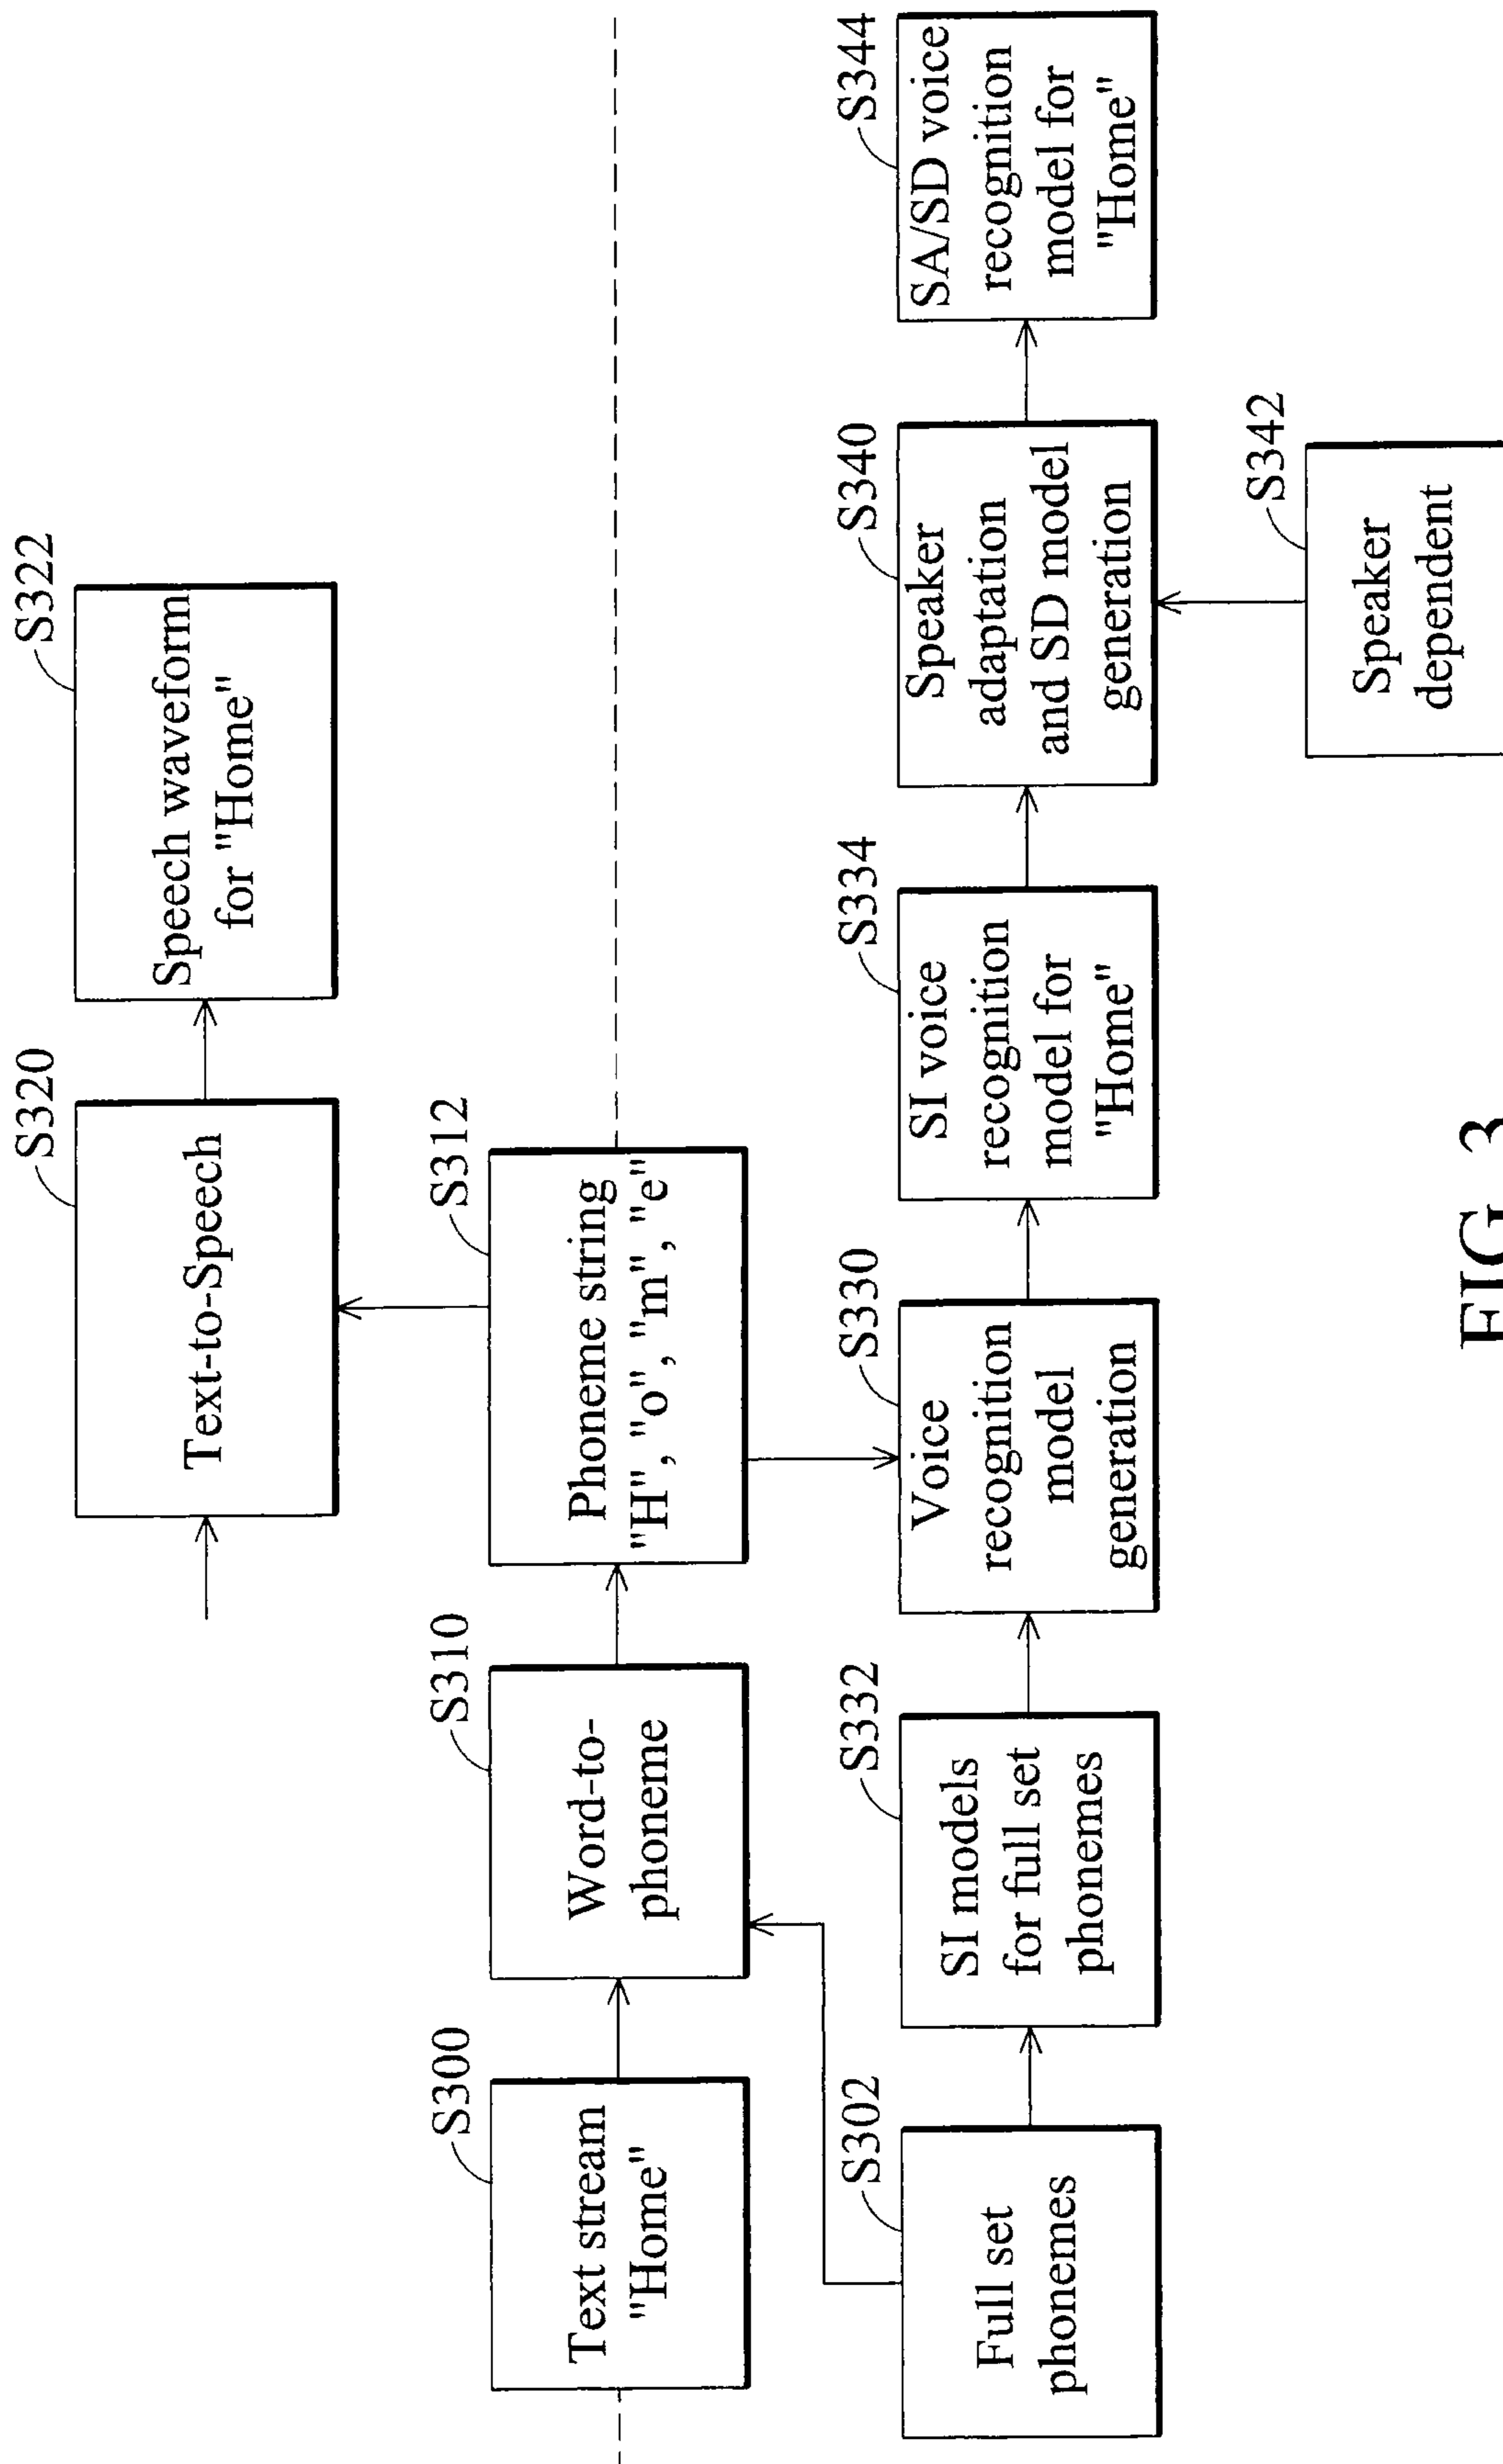 S320
Text-to-Speech
S322
Speech waveform
for "Home"
S300
Text stream
"Home"
S310
Word-to-
phoneme
S312
Phoneme string
"H", "o", "m", "e"
S302
Full set
phonemes
S332
SI models
for full set
phonemes
S330
Voice
recognition
model
generation
S334
SI voice
recognition
model for
"Home"
S340
Speaker
adaptation
and SD model
generation
S344
SA/SD voice
recognition
model for
"Home"
S342
Speaker
dependent
FIG. 3